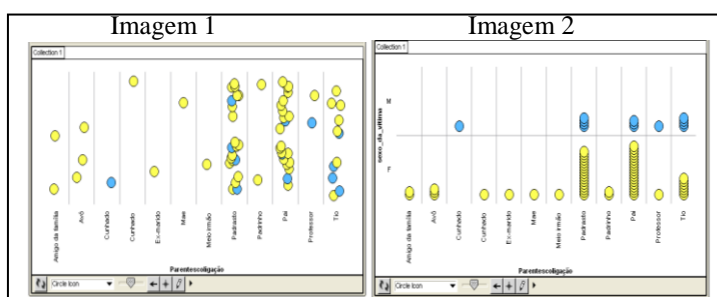 Imagem 1
Imagem 2
Collection 1
Amigo da família
Avô
Cunhado
Cunhado
Ex-marido
Mae
Meio irmão
Padrasto
Padrinho
Pai
Professor
Tio
Parentescoligação
Circle Icon
Collection 1
sexo_da_vitima
M
F
Amigo da família
Avô
Cunhado
Cunhado
Ex-marido
Mae
Meio irmão
Padrasto
Padrinho
Pai
Professor
Tio
Parentescoligação
Circle Icon